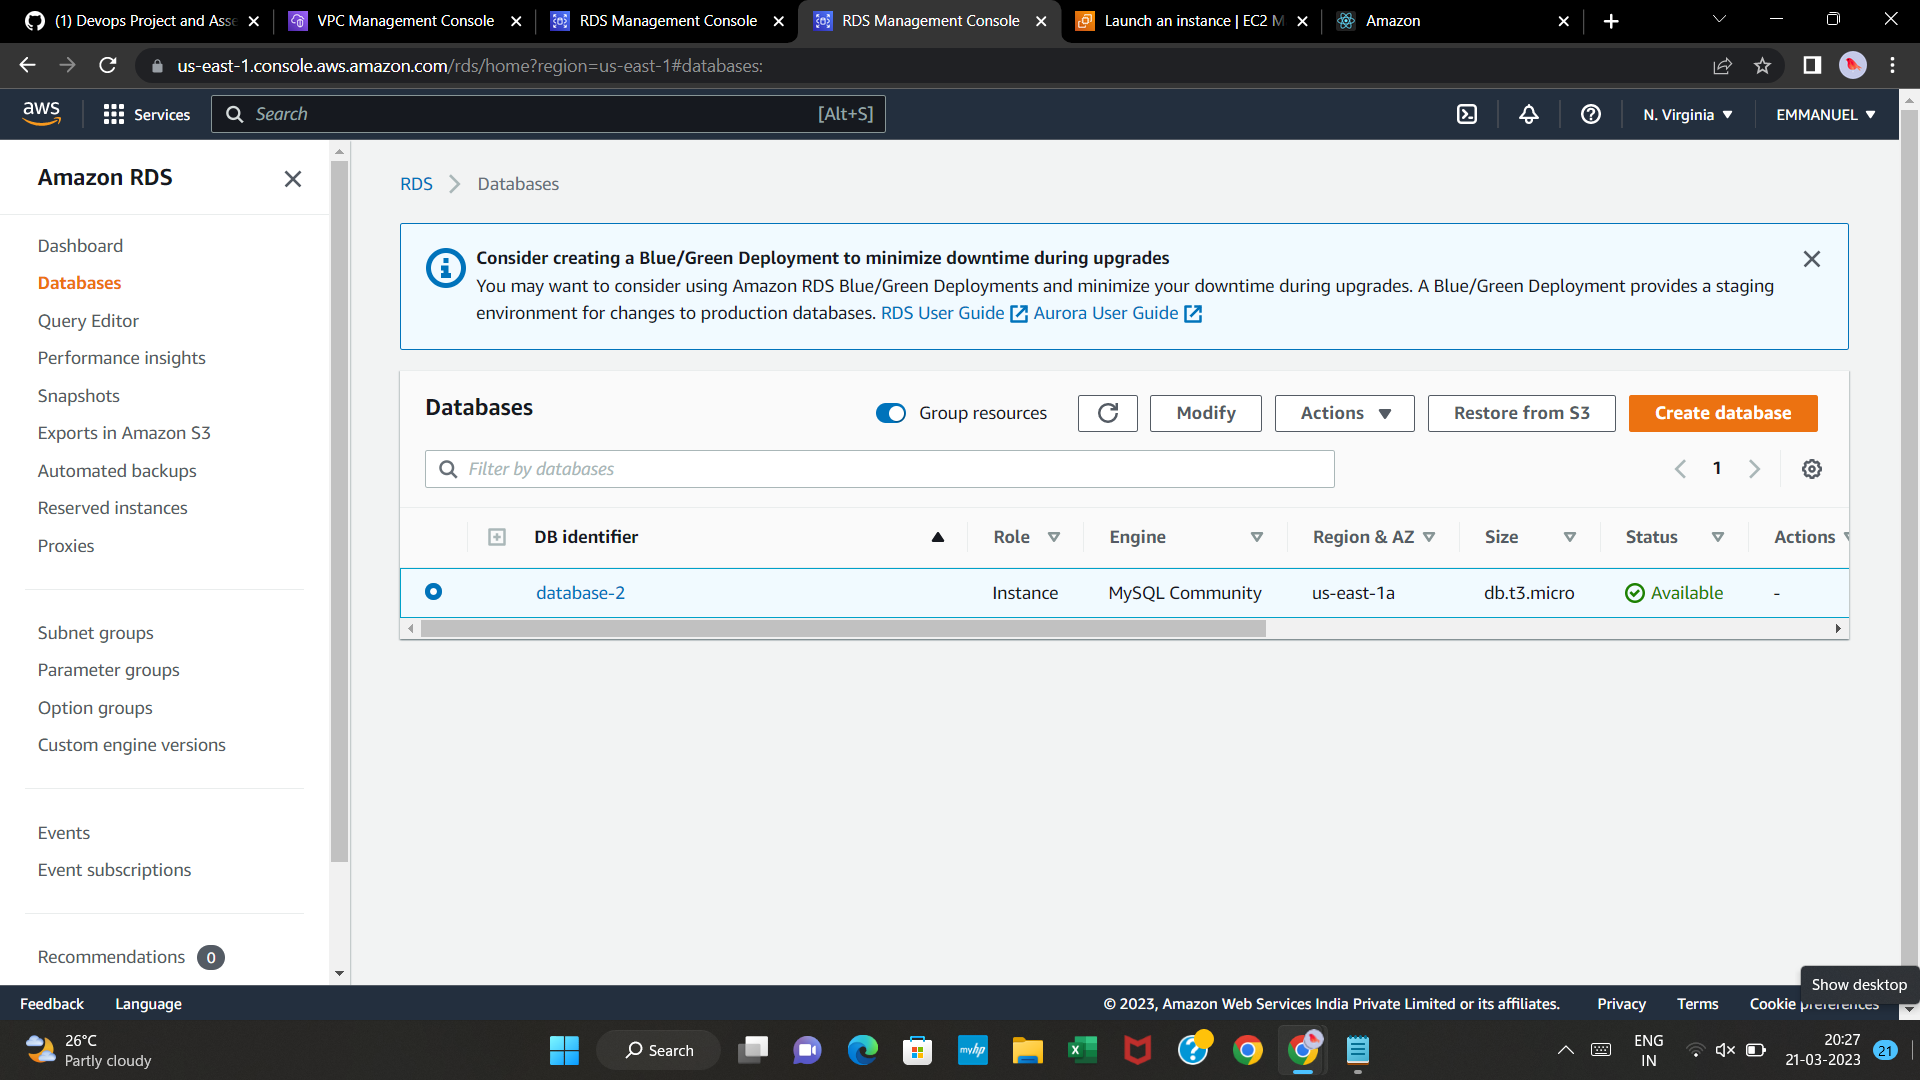 (1) Devops Project and Asse
VPC Management Console
RDS Management Console
RDS Management Console
Launch an instance | EC2 M
Amazon
us-east-1.console.aws.amazon.com/rds/home?region=us-east-1#databases:
aws
Services
Search
[Alt+S]
N. Virginia
EMMANUEL
Amazon RDS
Dashboard
Databases
Query Editor
Performance insights
Snapshots
Exports in Amazon S3
Automated backups
Reserved instances
Proxies
Subnet groups
Parameter groups
Option groups
Custom engine versions
Events
Event subscriptions
Recommendations 0
RDS
Databases
Consider creating a Blue/Green Deployment to minimize downtime during upgrades
You may want to consider using Amazon RDS Blue/Green Deployments and minimize your downtime during upgrades. A Blue/Green Deployment provides a staging
environment for changes to production databases. RDS User Guide Aurora User Guide
Databases
Group resources
Modify
Actions
Restore from S3
Create database
Filter by databases
1
DB identifier Role Engine Region & AZ Size Status Actions
database-2 Instance MySQL Community us-east-1a db.t3.micro Available -
Show desktop
Feedback
Language
© 2023, Amazon Web Services India Private Limited or its affiliates.
Privacy
Terms
Cookie preferences
26°C
Partly cloudy
Search
myhp
ENG
IN
20:27
21-03-2023
21